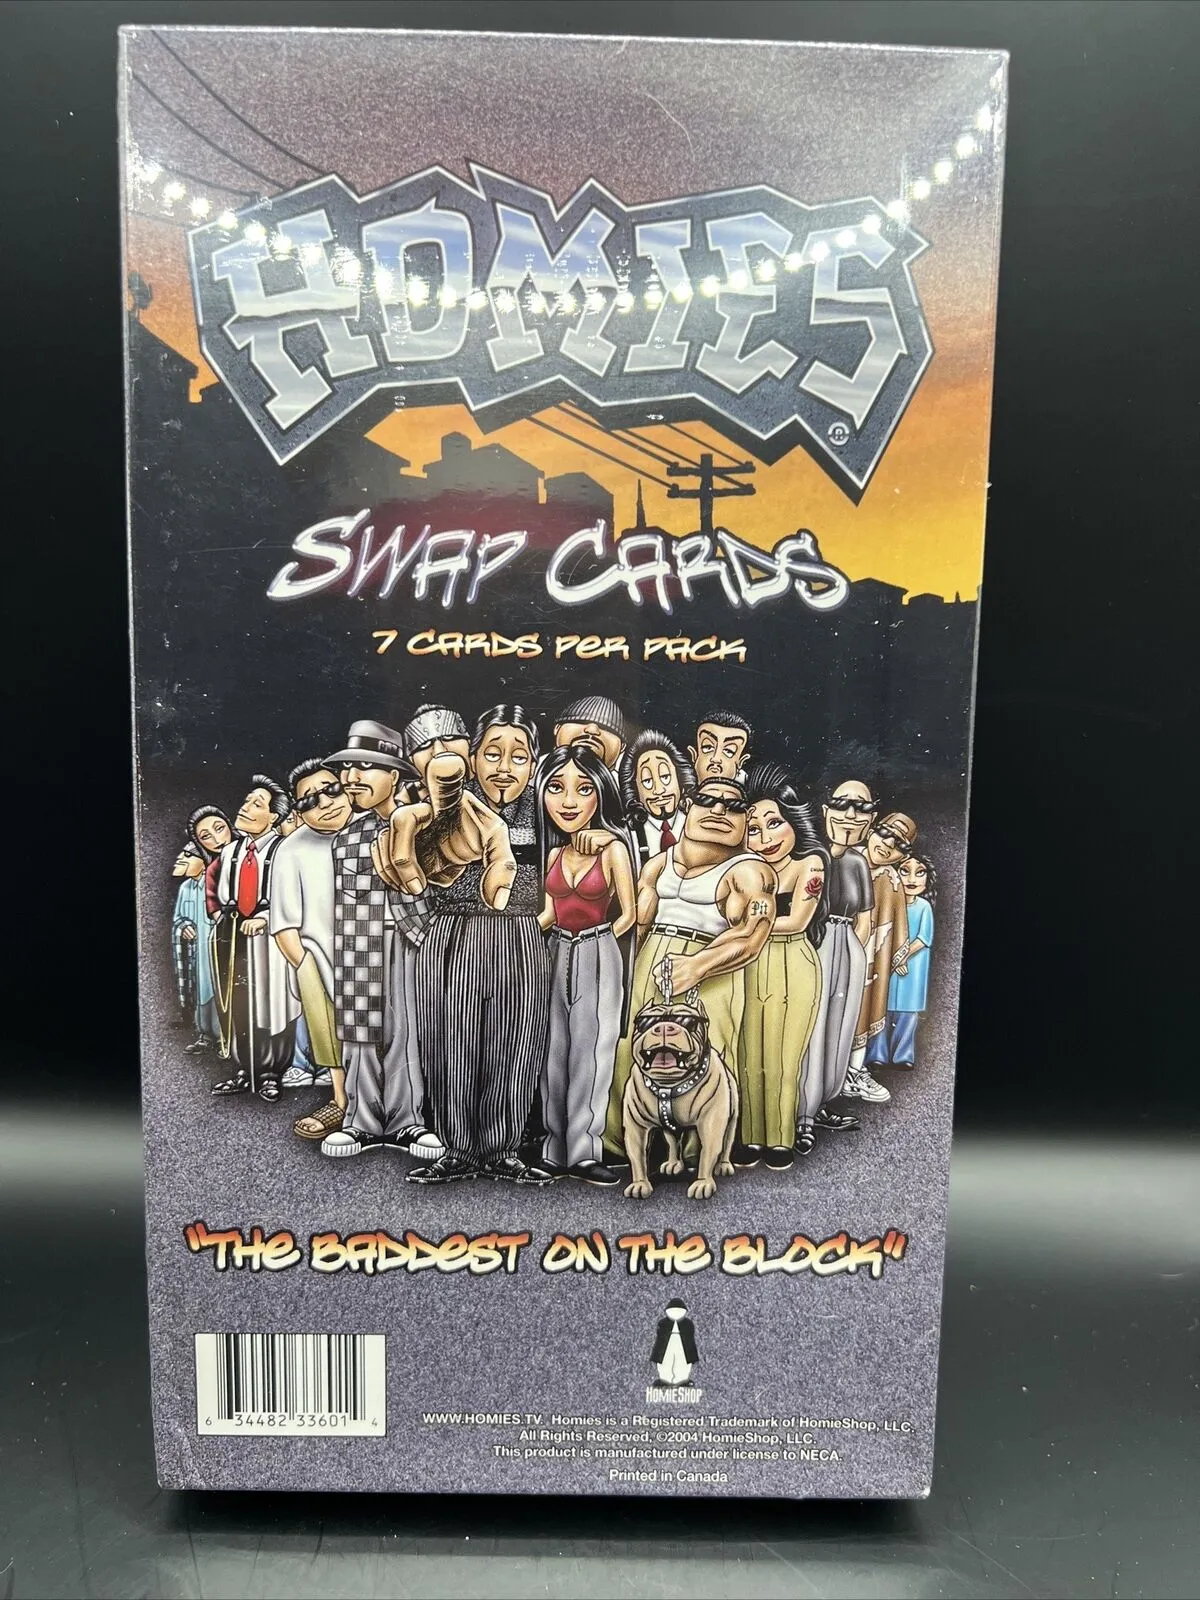 HOMIES
®
SWAP CARDS
7 CARDS PER PACK
Pit
"THE BADDEST ON THE BLOCK"
HOMIESHOP
6 34482 33601 4
WWW.HOMIES.TV. Homies is a Registered Trademark of HomieShop, LLC,
All Rights Reserved, ©2004 HomieShop, LLC.
This product is manufactured under license to NECA.
Printed in Canada